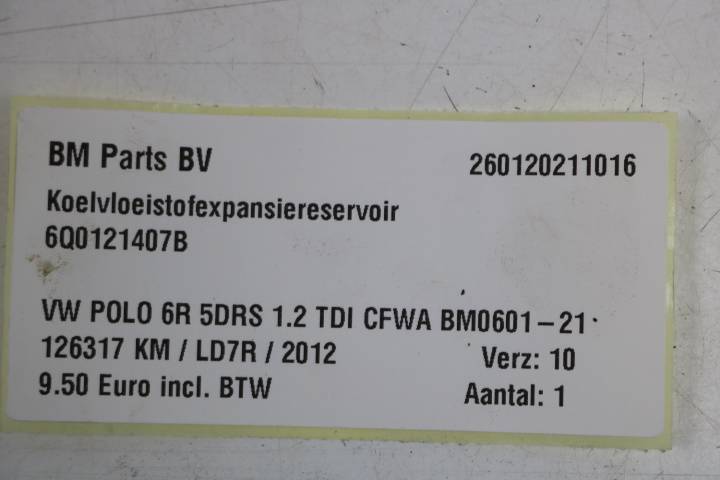 BM Parts BV 260120211016
Koelvloeistofexpansiereservoir
6Q0121407B
VW POLO 6R 5DRS 1.2 TDI CFWA BM0601-21
126317 KM / LD7R / 2012 Verz: 10
9.50 Euro incl. BTW Aantal: 1